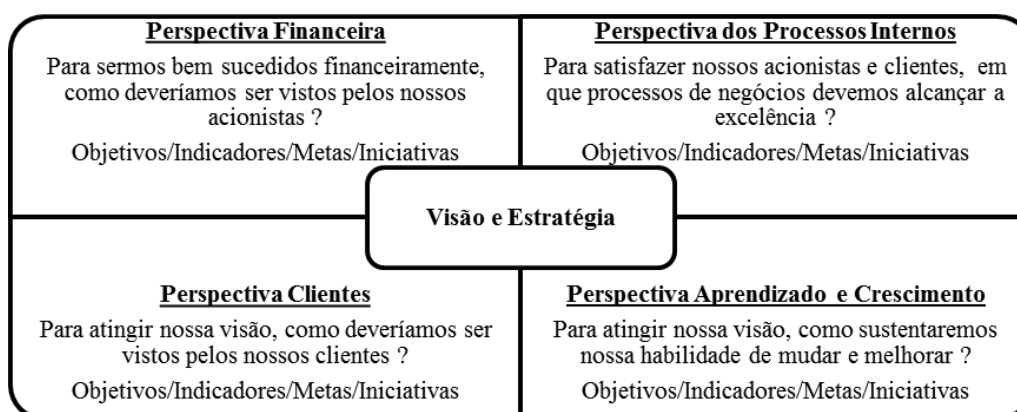 Perspectiva Financeira
Para sermos bem sucedidos financeiramente,
como deveríamos ser vistos pelos nossos
acionistas ?
Objetivos/Indicadores/Metas/Iniciativas
Perspectiva dos Processos Internos
Para satisfazer nossos acionistas e clientes, em
que processos de negócios devemos alcançar a
excelência ?
Objetivos/Indicadores/Metas/Iniciativas
Visão e Estratégia
Perspectiva Clientes
Para atingir nossa visão, como deveríamos ser
vistos pelos nossos clientes ?
Objetivos/Indicadores/Metas/Iniciativas
Perspectiva Aprendizado e Crescimento
Para atingir nossa visão, como sustentaremos
nossa habilidade de mudar e melhorar ?
Objetivos/Indicadores/Metas/Iniciativas